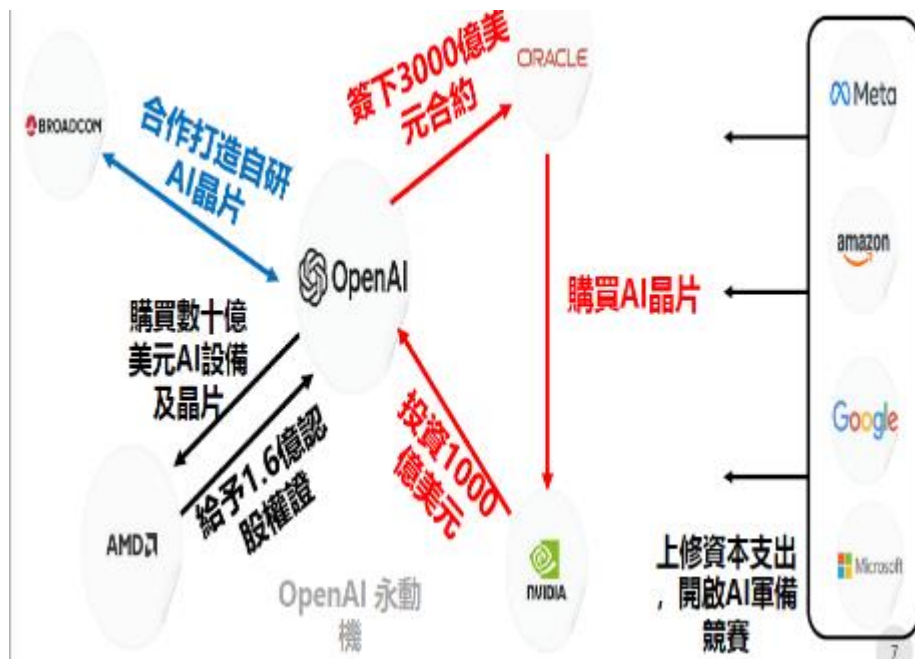 BROADCOM
合作打造自研
AI晶片
簽下3000億美
元合約
ORACLE
OpenAI
購買數十億
美元AI設備
及晶片
給予1.6億認
股權證
AMD
投資1000
億美元
NVIDIA
購買AI晶片
OpenAI 永動
機
Meta
amazon
Google
Microsoft
上修資本支出
，開啟AI軍備
競賽
7